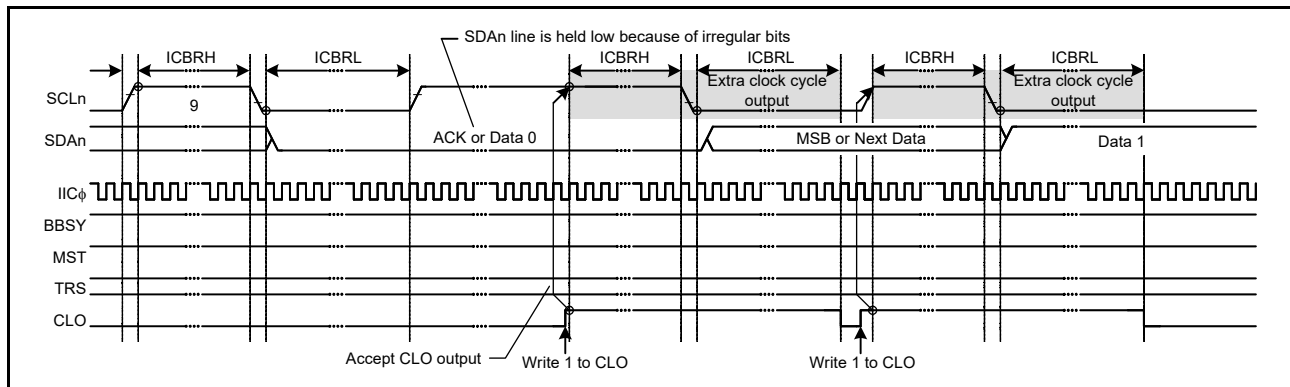 SDAn line is held low because of irregular bits
ICBRH
ICBRL
ICBRH
ICBRL
ICBRH
ICBRL
SCLn
9
Extra clock cycle
output
Extra clock cycle
output
SDAn
ACK or Data 0
MSB or Next Data
Data 1
IICφ
BBSY
MST
TRS
CLO
Accept CLO output
Write 1 to CLO
Write 1 to CLO